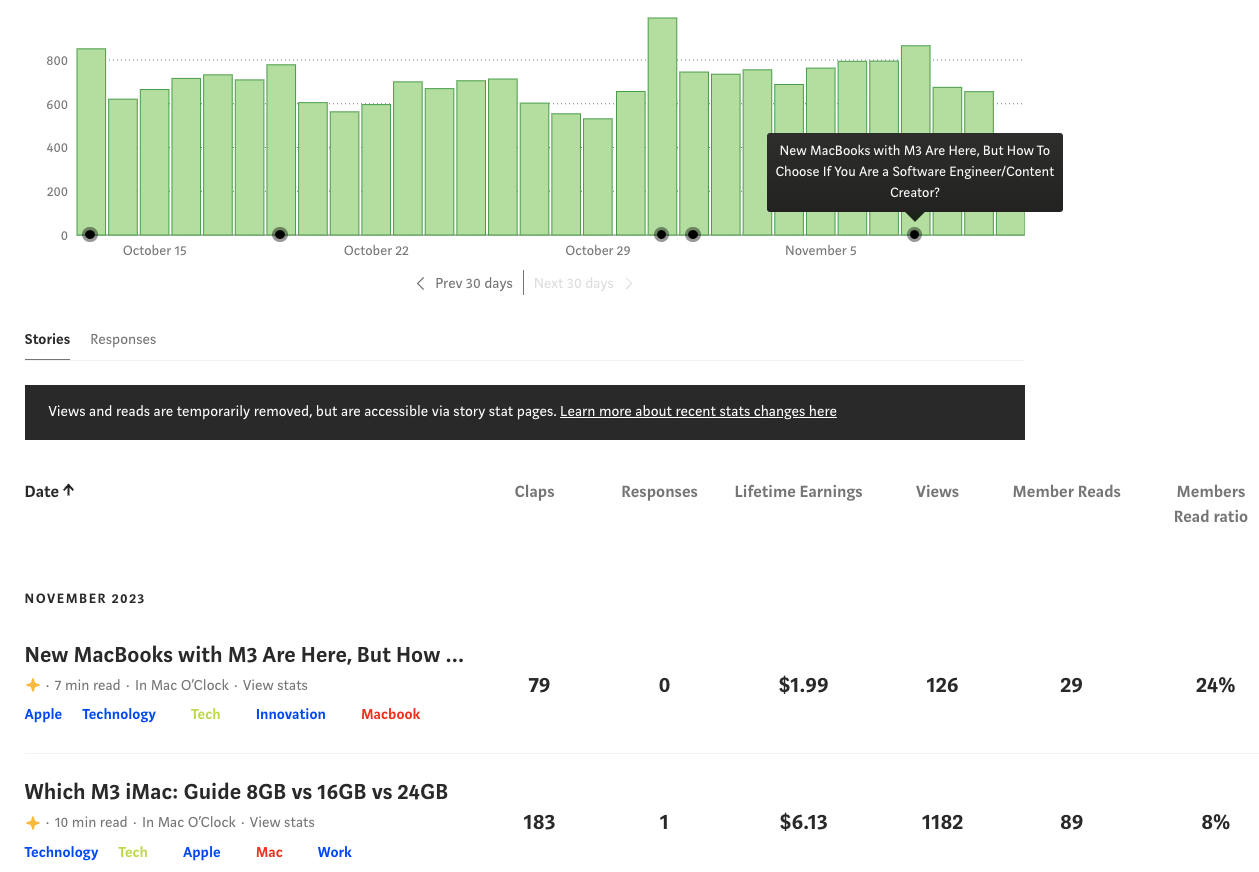 800
600
400
200
0
New MacBooks with M3 Are Here, But How To
Choose If You Are a Software Engineer/Content
Creator?
October 15
October 22
October 29
November 5
Prev 30 days
Next 30 days
Stories
Responses
Views and reads are temporarily removed, but are accessible via story stat pages. Learn more about recent stats changes here
Date Claps Responses Lifetime Earnings Views Member Reads Members
Read ratio
NOVEMBER 2023
New MacBooks with M3 Are Here, But How ...
· 7 min read · In Mac O’Clock · View stats
79 0 $1.99 126 29 24%
Apple Technology Tech Innovation Macbook
Which M3 iMac: Guide 8GB vs 16GB vs 24GB
· 10 min read · In Mac O’Clock · View stats
183 1 $6.13 1182 89 8%
Technology Tech Apple Mac Work